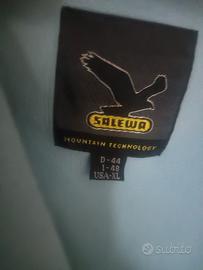 SALEWA
MOUNTAIN TECHNOLOGY
D-44
I-48
USA-XL
subito